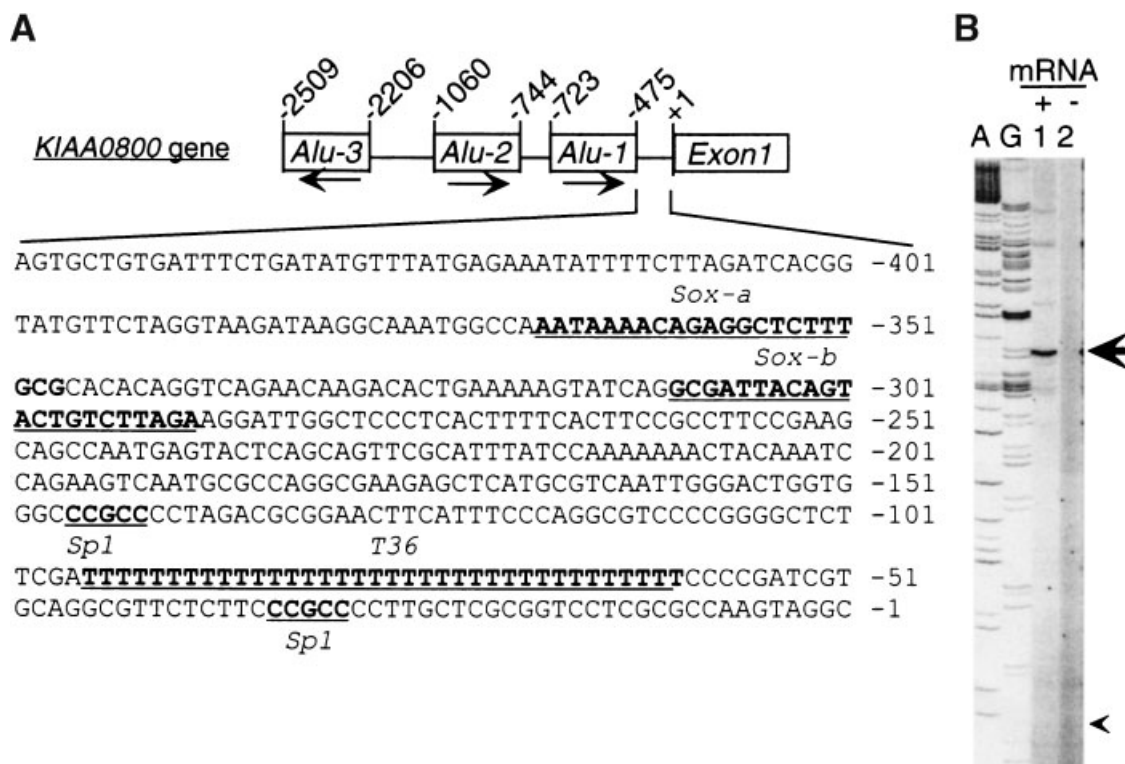 A
-2509
-2206
-1060
-744
-723
-475
+1
KIAA0800 gene
Alu-3
Alu-2
Alu-1
Exon1
AGTGCTGTGATTTCTGATATGTTTATGAGAAATATTTTCTTAGATCACGG -401
Sox-a
TATGTTCTAGGTAAGATAAGGCAAATGGCCAAATAAAACAGAGGCTCTTT -351
Sox-b
GCGCACACAGGTCAGAACAAGACACTGAAAAAGTATCAGGCGATTACAGT -301
ACTGTCTTAGAAGGATTGGCTCCCTCACTTTTCACTTCCGCCTTCCGAAG -251
CAGCCAATGAGTACTCAGCAGTTCGCATTTATCCAAAAAAACTACAAATC -201
CAGAAGTCAATGCGCCAGGCGAAGAGCTCATGCGTCAATTGGGACTGGTG -151
GGCCCGCCCCTAGACGCGGAACTTCATTTCCCAGGCGTCCCCGGGGCTCT -101
Sp1 T36
TCGATTTTTTTTTTTTTTTTTTTTTTTTTTTTTTTTTTTTCCCCGATCGT -51
GCAGGCGTTCTCTTCCCGCCCCTTGCTCGCGGTCCTCGCGCCAAGTAGGC -1
Sp1
B
mRNA
+ -
A G 1 2